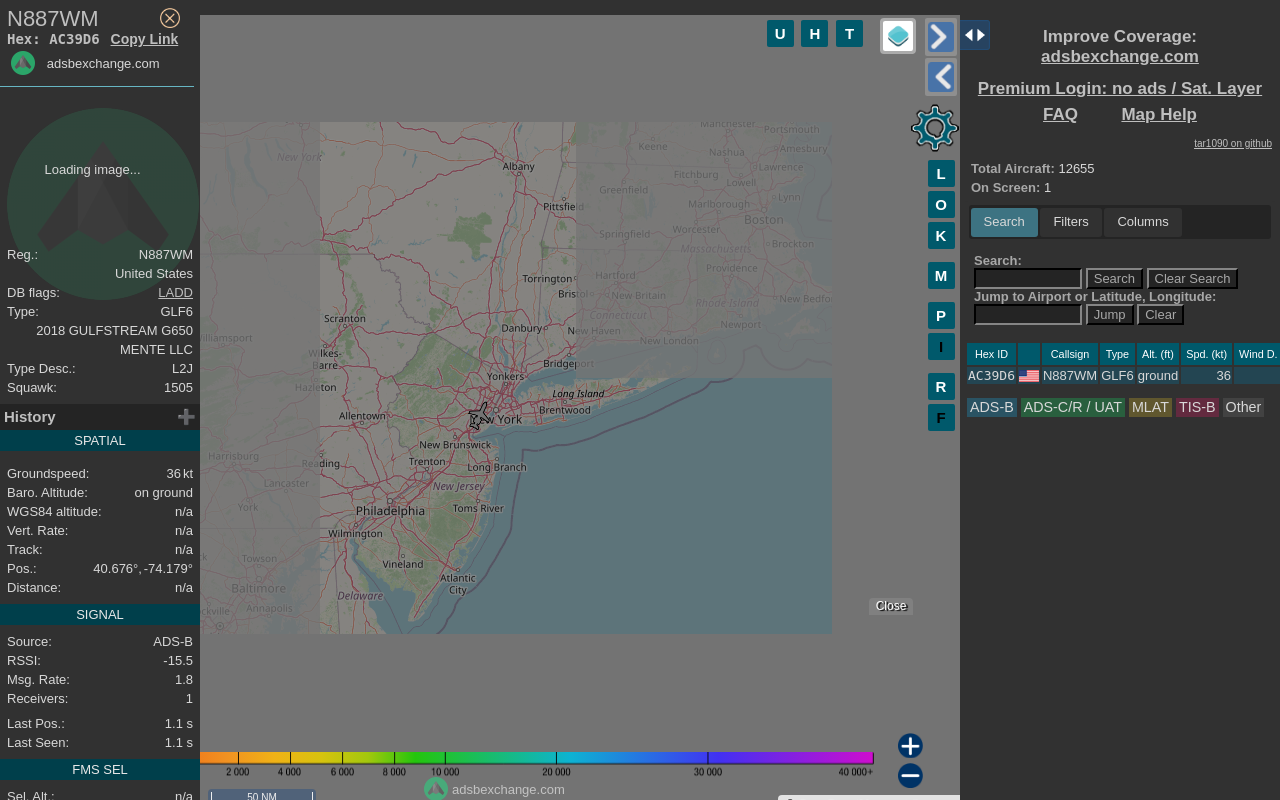 N887WM
Hex: AC39D6 Copy Link
adsbexchange.com
Loading image...
Reg.: N887WM
United States
DB flags: LADD
Type: GLF6
2018 GULFSTREAM G650
MENTE LLC
Type Desc.: L2J
Squawk: 1505
History
SPATIAL
Groundspeed: 36 kt
Baro. Altitude: on ground
WGS84 altitude: n/a
Vert. Rate: n/a
Track: n/a
Pos.: 40.676°, -74.179°
Distance: n/a
SIGNAL
Source: ADS-B
RSSI: -15.5
Msg. Rate: 1.8
Receivers: 1
Last Pos.: 1.1 s
Last Seen: 1.1 s
FMS SEL
Sel. Alt.: n/a
U H T
L
O
K
M
P
I
R
F
New York
Albany
Pittsfield
Manchester
Portsmouth
Keene
Nashua
Amesbury
Fitchburg
Lawrence
Lowell
Greenfield
Marlborough
Lynn
Boston
Springfield
Worcester
Massachusetts
Brockton
Torrington
Hartford
Providence
Bristol
New Britain
Rhode Island
New Bedfo
Connecticut
Newport
Scranton
Danbury
New Haven
New London
illiamsport
Wilkes-
Barre
Bridgeport
Yonkers
Hazleton
Long Island
Brentwood
Allentown
ew York
New Brunswick
Harrisburg
Reading
Trenton
Long Branch
Lancaster
New Jersey
York
Philadelphia
Toms River
Wilmington
Towson
Vineland
Baltimore
Atlantic
City
Delaware
Annapolis
ckville
Close
2 000 4 000 6 000 8 000 10 000 20 000 30 000 40 000+
adsbexchange.com
50 NM
Improve Coverage:
adsbexchange.com
Premium Login: no ads / Sat. Layer
FAQ Map Help
tar1090 on github
Total Aircraft: 12655
On Screen: 1
Search Filters Columns
Search:
Search Clear Search
Jump to Airport or Latitude, Longitude:
Jump Clear
Hex ID Callsign Type Alt. (ft) Spd. (kt) Wind D.
AC39D6 N887WM GLF6 ground 36
ADS-B ADS-C/R / UAT MLAT TIS-B Other